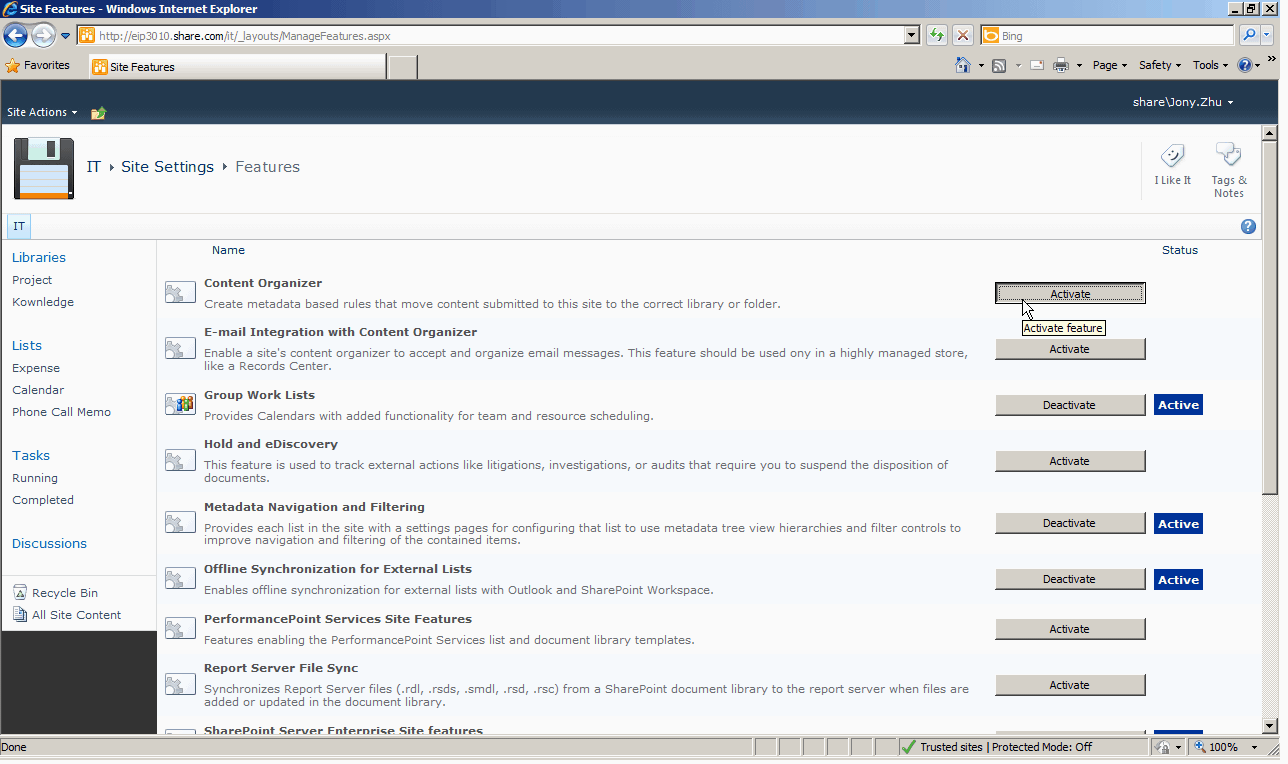 Site Features - Windows Internet Explorer
http://eip3010.share.com/it/_layouts/ManageFeatures.aspx
Bing
Favorites
Site Features
Page
Safety
Tools
Site Actions
share\Jony.Zhu
IT
Site Settings
Features
I Like It
Tags &
Notes
IT
Libraries
Project
Kownledge
Lists
Expense
Calendar
Phone Call Memo
Tasks
Running
Completed
Discussions
Recycle Bin
All Site Content
Name
Status
Content Organizer
Create metadata based rules that move content submitted to this site to the correct library or folder.
Activate
Activate feature
E-mail Integration with Content Organizer
Enable a site's content organizer to accept and organize email messages. This feature should be used ony in a highly managed store,
like a Records Center.
Activate
Group Work Lists
Provides Calendars with added functionality for team and resource scheduling.
Deactivate
Active
Hold and eDiscovery
This feature is used to track external actions like litigations, investigations, or audits that require you to suspend the disposition of
documents.
Activate
Metadata Navigation and Filtering
Provides each list in the site with a settings pages for configuring that list to use metadata tree view hierarchies and filter controls to
improve navigation and filtering of the contained items.
Deactivate
Active
Offline Synchronization for External Lists
Enables offline synchronization for external lists with Outlook and SharePoint Workspace.
Deactivate
Active
PerformancePoint Services Site Features
Features enabling the PerformancePoint Services list and document library templates.
Activate
Report Server File Sync
Synchronizes Report Server files (.rdl, .rsds, .smdl, .rsd, .rsc) from a SharePoint document library to the report server when files are
added or updated in the document library.
Activate
SharePoint Server Enterprise Site features
Done
Trusted sites | Protected Mode: Off
100%